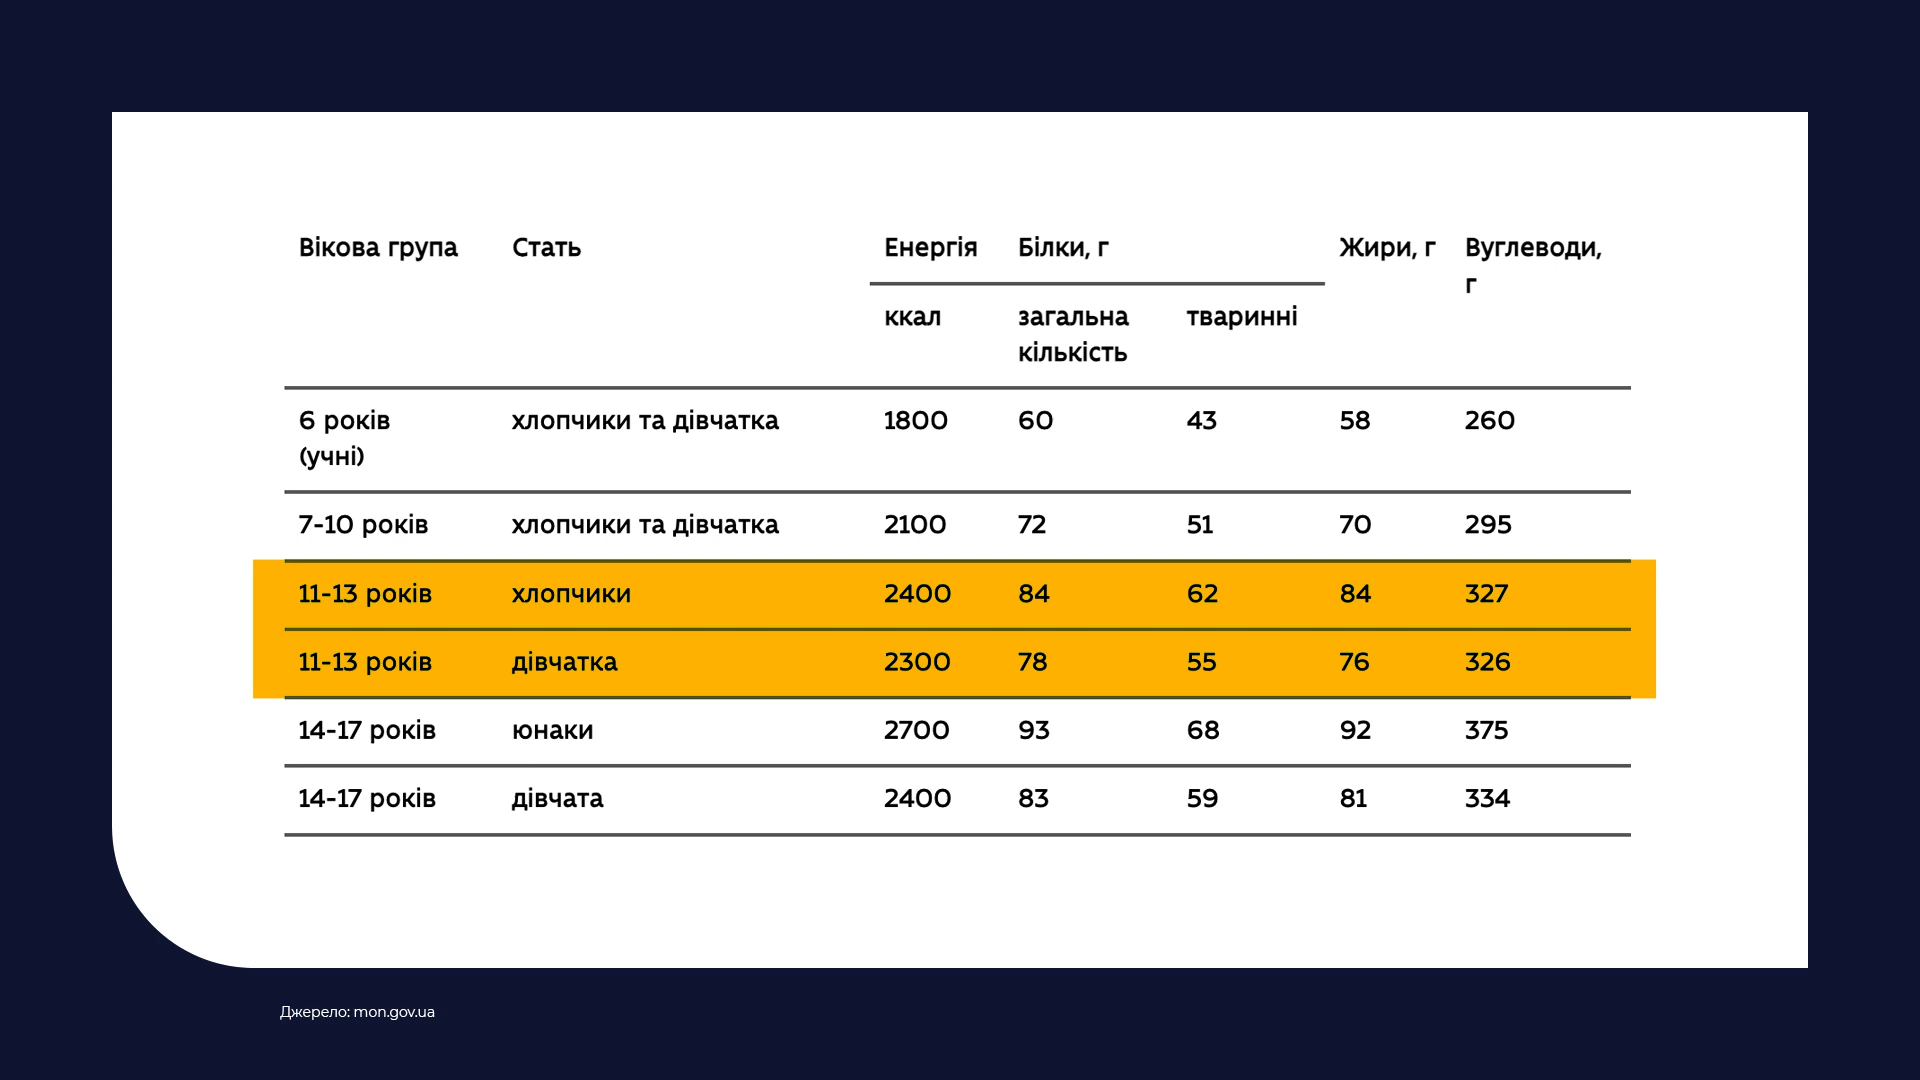 Вікова група Стать Енергія Білки, г Жири, г Вуглеводи,
г
ккал загальна тваринні
кількість
6 років хлопчики та дівчатка 1800 60 43 58 260
(учні)
7-10 років хлопчики та дівчатка 2100 72 51 70 295
11-13 років хлопчики 2400 84 62 84 327
11-13 років дівчатка 2300 78 55 76 326
14-17 років юнаки 2700 93 68 92 375
14-17 років дівчата 2400 83 59 81 334
Джерело: mon.gov.ua